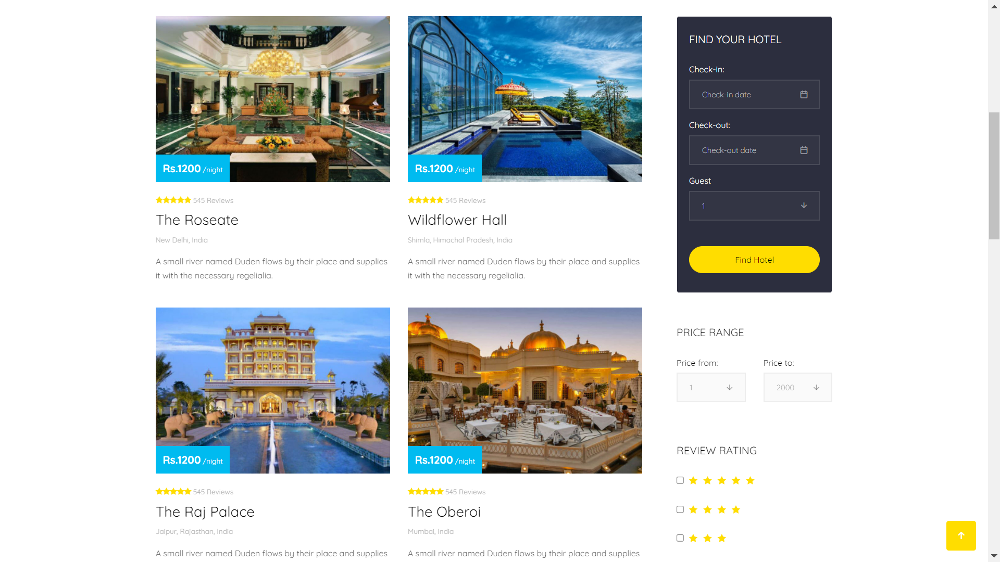 Rs.1200 /night
545 Reviews
The Roseate
New Delhi, India
A small river named Duden flows by their place and supplies
it with the necessary regelialia.
Rs.1200 /night
545 Reviews
Wildflower Hall
Shimla, Himachal Pradesh, India
A small river named Duden flows by their place and supplies
it with the necessary regelialia.
Rs.1200 /night
545 Reviews
The Raj Palace
Jaipur, Rajasthan, India
A small river named Duden flows by their place and supplies
Rs.1200 /night
545 Reviews
The Oberoi
Mumbai, India
A small river named Duden flows by their place and supplies
FIND YOUR HOTEL
Check-in:
Check-in date
Check-out:
Check-out date
Guest
1
Find Hotel
PRICE RANGE
Price from: Price to:
1 2000
REVIEW RATING